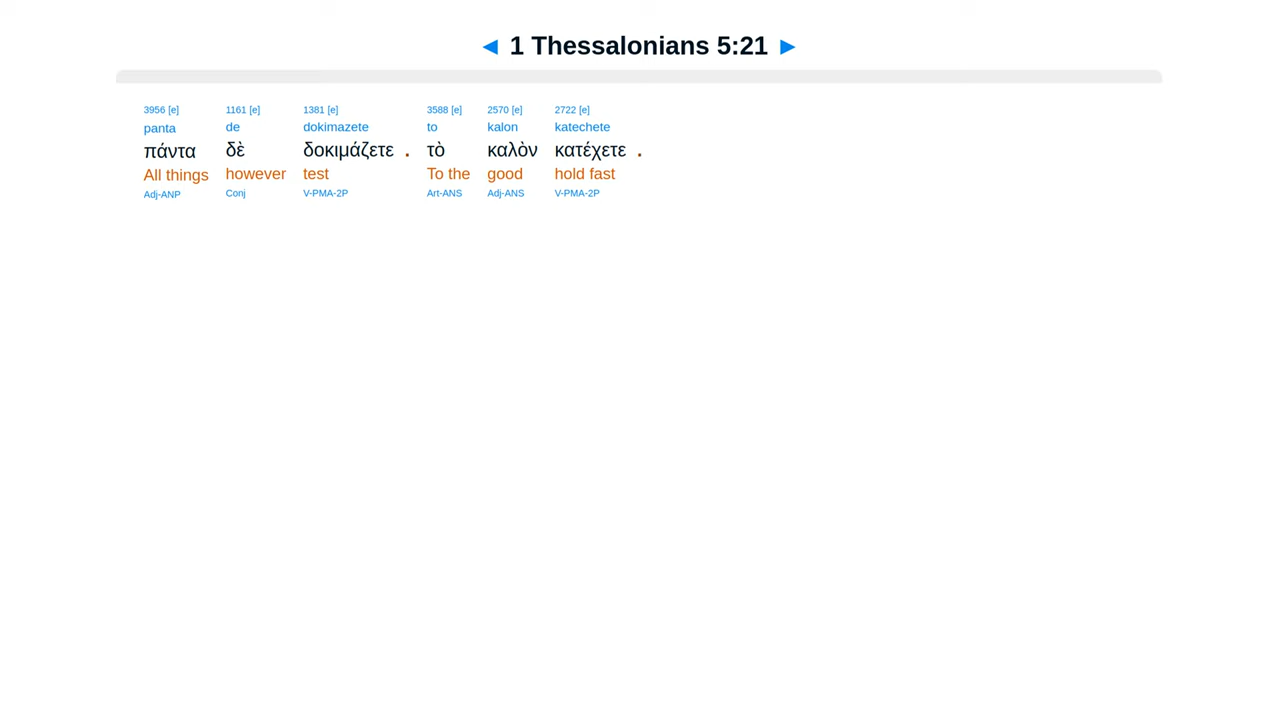 ◄ 1 Thessalonians 5:21 ►
3956 [e] 1161 [e] 1381 [e] 3588 [e] 2570 [e] 2722 [e]
panta de dokimazete to kalon katechete
πάντα δὲ δοκιμάζετε . τὸ καλὸν κατέχετε .
All things however test To the good hold fast
Adj-ANP Conj V-PMA-2P Art-ANS Adj-ANS V-PMA-2P